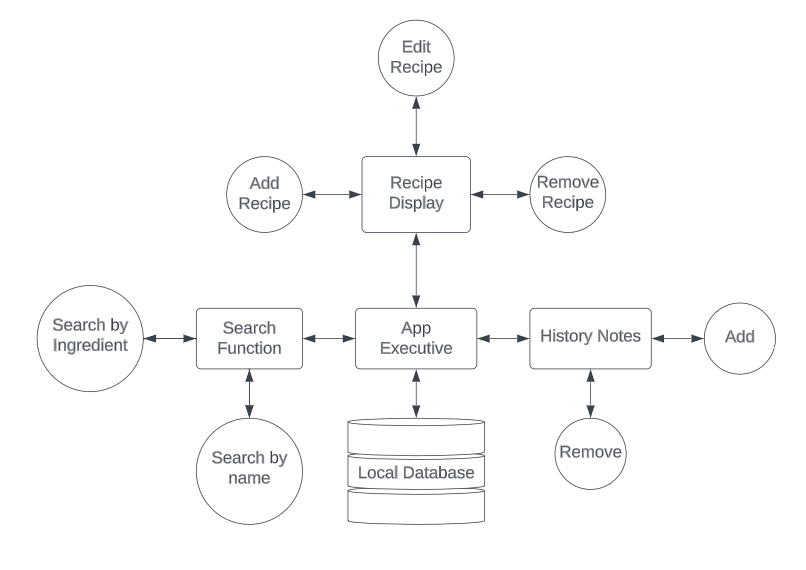 Edit
Recipe
Add
Recipe
Recipe
Display
Remove
Recipe
Search by
Ingredient
Search
Function
App
Executive
History Notes
Add
Search by
name
Local Database
Remove